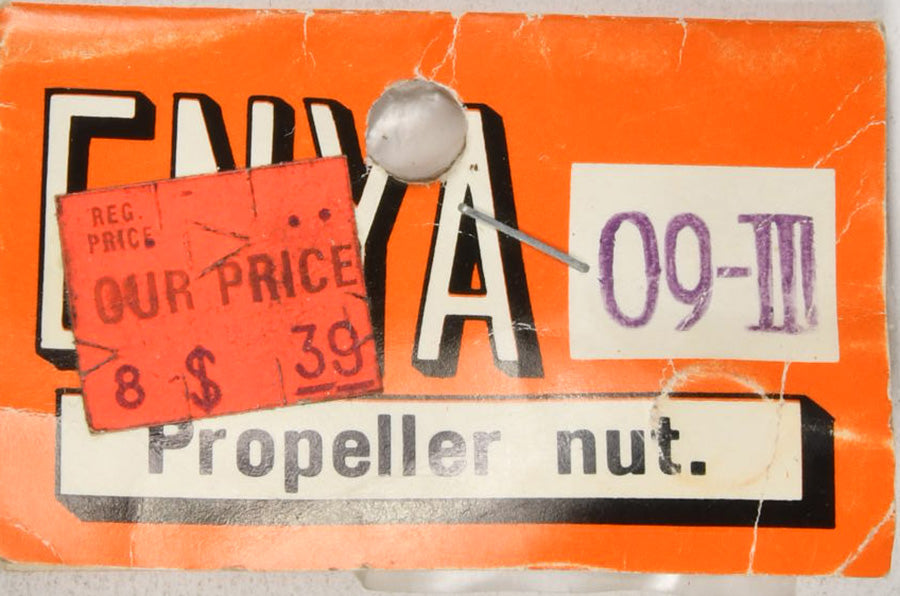 ENYA
REG.
PRICE
OUR PRICE
8 $ 39
09-III
Propeller nut.